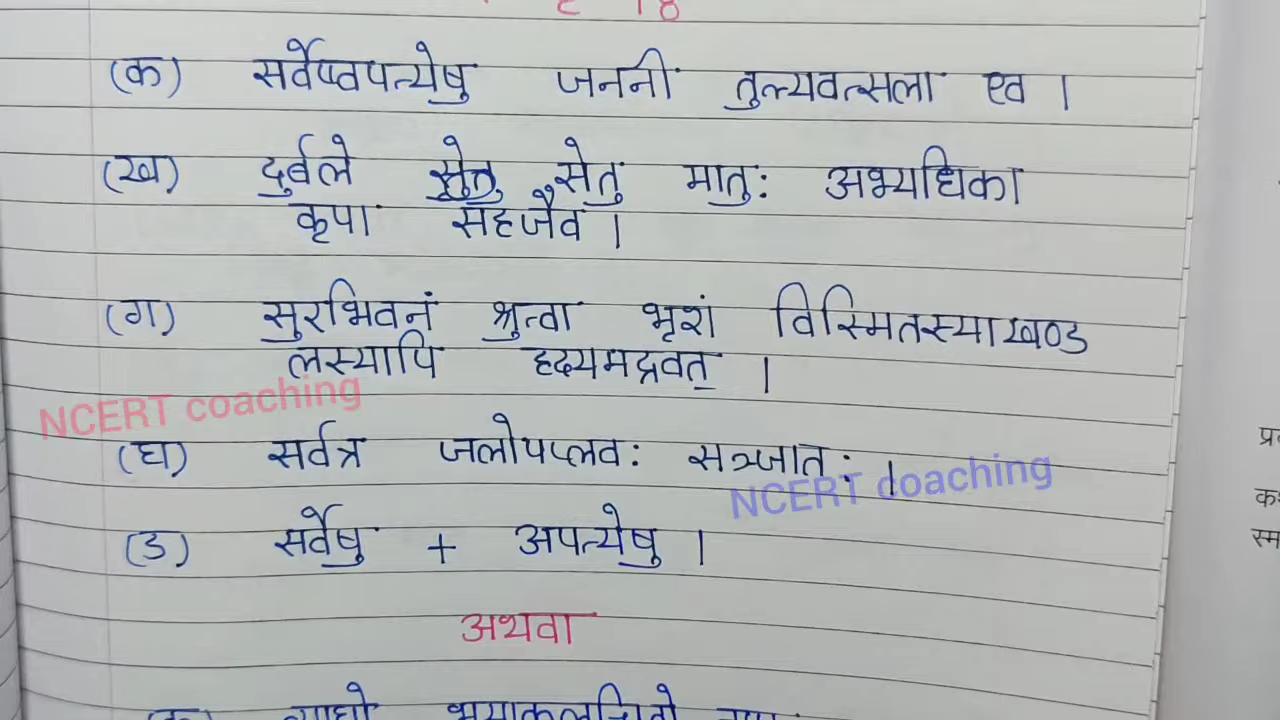 (क) सर्वेष्वपत्येषु जननी तुल्यवत्सला एव ।
(ख) दुर्बले सेतु मातुः अभ्यधिका
कृपा सहजैव ।
(ग) सुरभिवनं श्रुत्वा भृशं विस्मितस्याखण्ड
लस्यापि हृदयमद्रवत् ।
NCERT coaching
(घ) सर्वत्र जलोपप्लवः सञ्जातः ।
NCERT coaching
(ड) सर्वेषु + अपत्येषु ।
अथवा